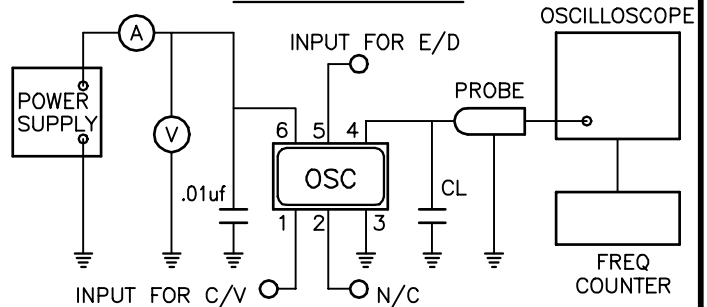 OSCILLOSCOPE
A
INPUT FOR E/D
POWER
SUPPLY
V
PROBE
6 5 4
OSC
.01uf
CL
1 2 3
INPUT FOR C/V
N/C
FREQ
COUNTER